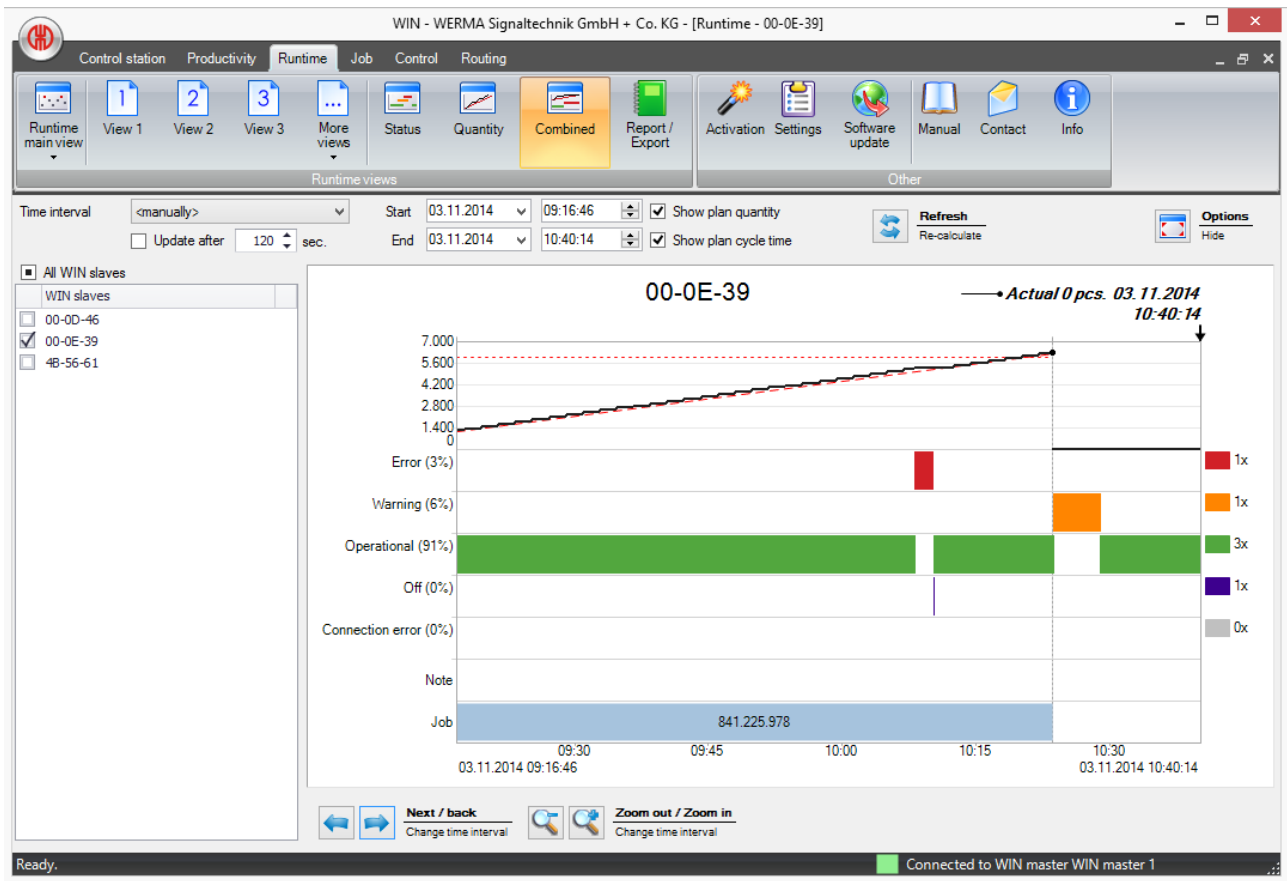 WIN - WERMA Signaltechnik GmbH + Co. KG - [Runtime - 00-0E-39]
Control station Productivity Runtime Job Control Routing
1 2 3 ...
Runtime main view View 1 View 2 View 3 More views Status Quantity Combined Report / Export Activation Settings Software update Manual Contact Info
Runtime views Other
Time interval <manually> Start 03.11.2014 09:16:46 Show plan quantity Refresh Options
Re-calculate Hide
Update after 120 sec. End 03.11.2014 10:40:14 Show plan cycle time
All WIN slaves
WIN slaves
00-0D-46
00-0E-39
4B-56-61
00-0E-39
Actual 0 pcs. 03.11.2014
10:40:14
7.000
5.600
4.200
2.800
1.400
0
Error (3%) 1x
Warning (6%) 1x
Operational (91%) 3x
Off (0%) 1x
Connection error (0%) 0x
Note
Job 841.225.978
09:30 09:45 10:00 10:15 10:30
03.11.2014 09:16:46 03.11.2014 10:40:14
Next / back Zoom out / Zoom in
Change time interval Change time interval
Ready. Connected to WIN master WIN master 1